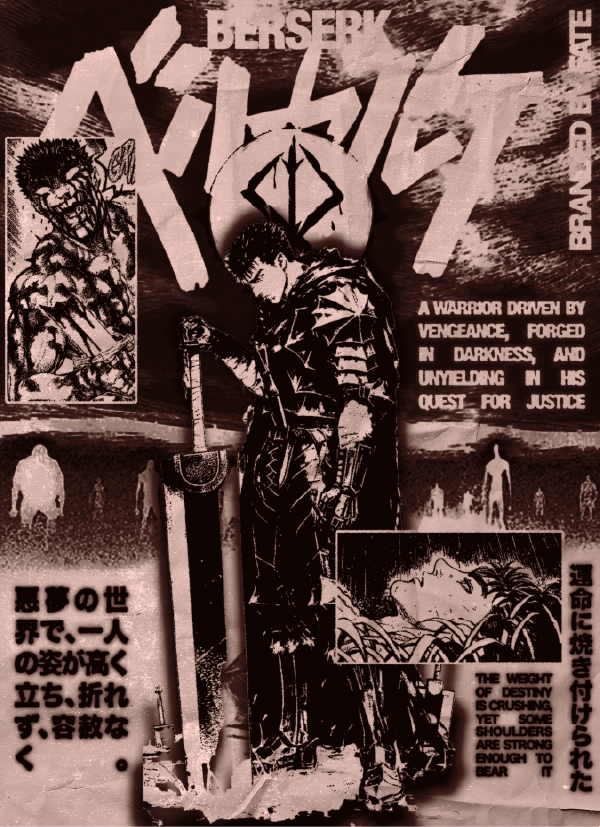 BERSERK
ベルセルク
BRANDED BY FATE
A WARRIOR DRIVEN BY
VENGEANCE, FORGED
IN DARKNESS, AND
UNYIELDING IN HIS
QUEST FOR JUSTICE
悪夢の世
界で、一人
の姿が高く
立ち、折れ
ず、容赦な
く。
運命に焼き付けられた
THE WEIGHT
OF DESTINY
IS CRUSHING,
YET SOME
SHOULDERS
ARE STRONG
ENOUGH TO
BEAR IT